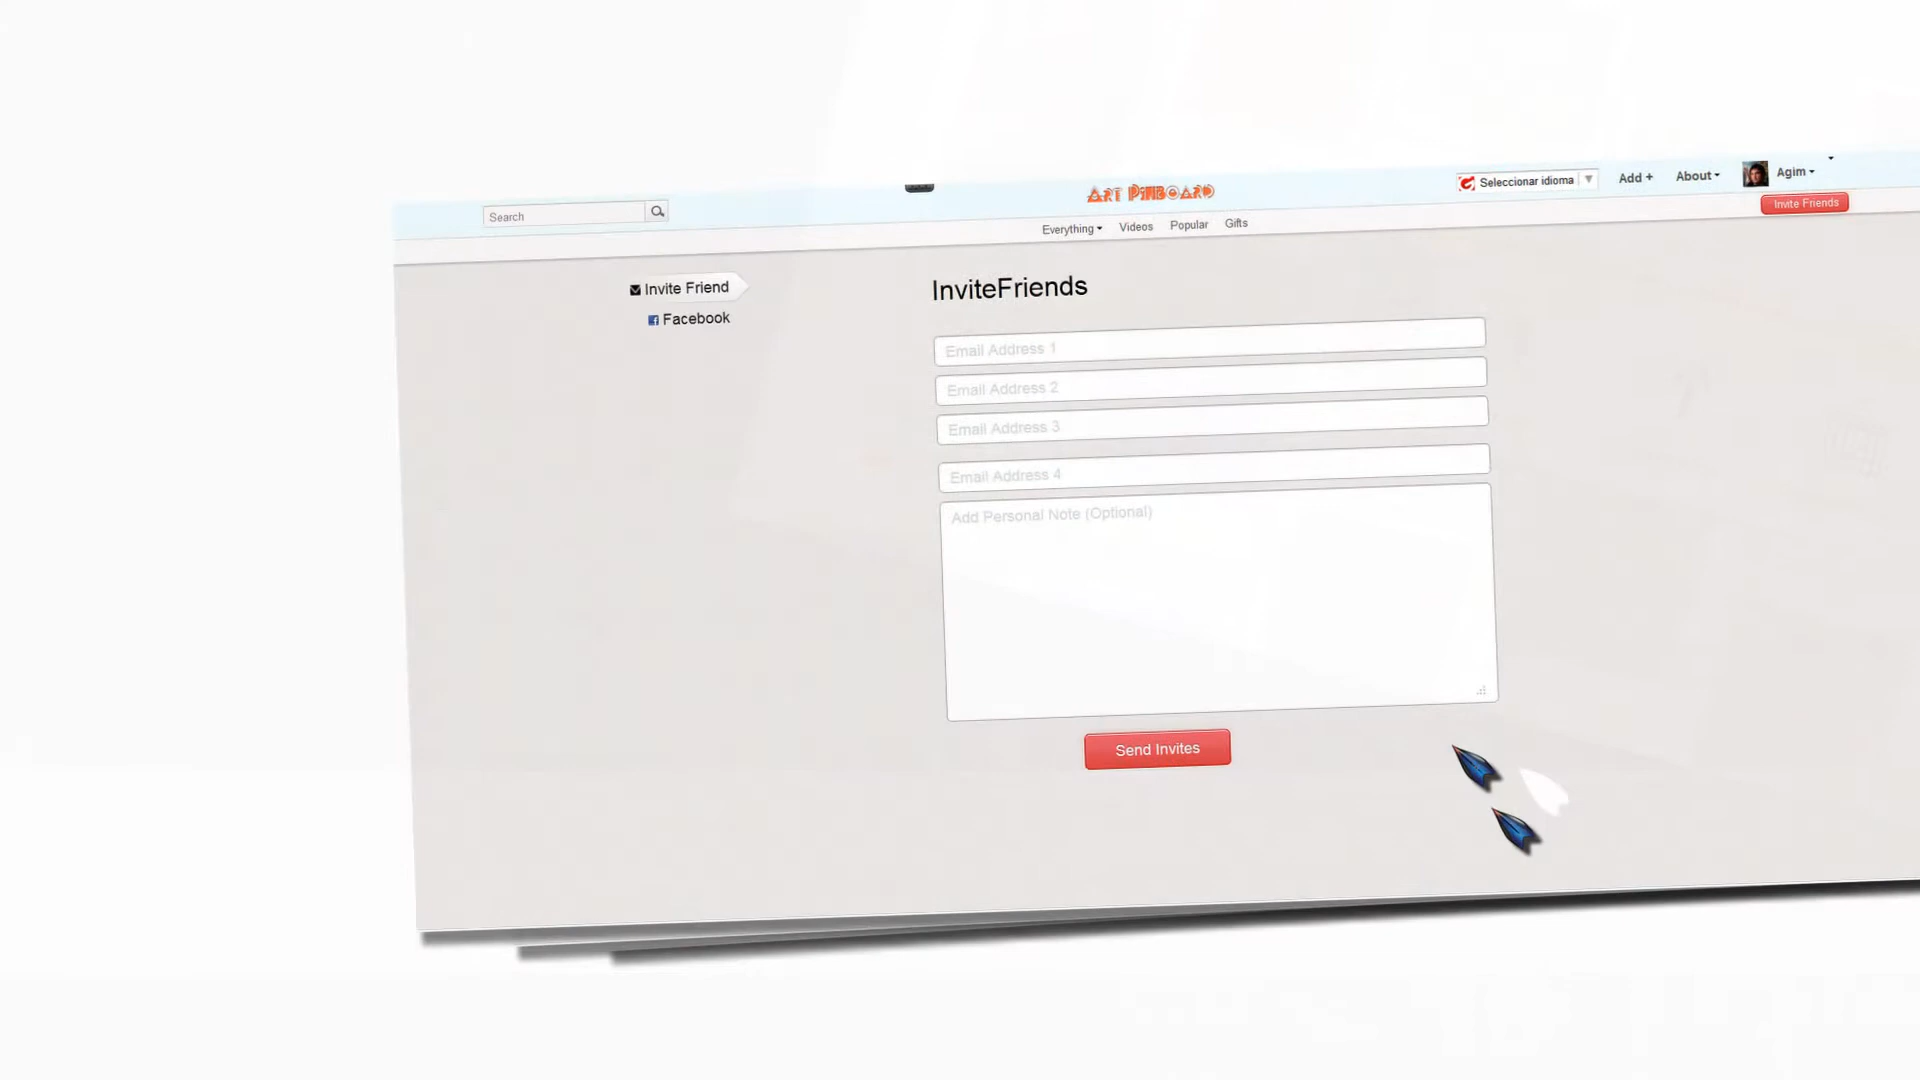 Search
ART PINBOARD
Seleccionar idioma
Add +
About
Agim
Invite Friends
Everything
Videos
Popular
Gifts
Invite Friend
Facebook
InviteFriends
Email Address 1
Email Address 2
Email Address 3
Email Address 4
Add Personal Note (Optional)
Send Invites